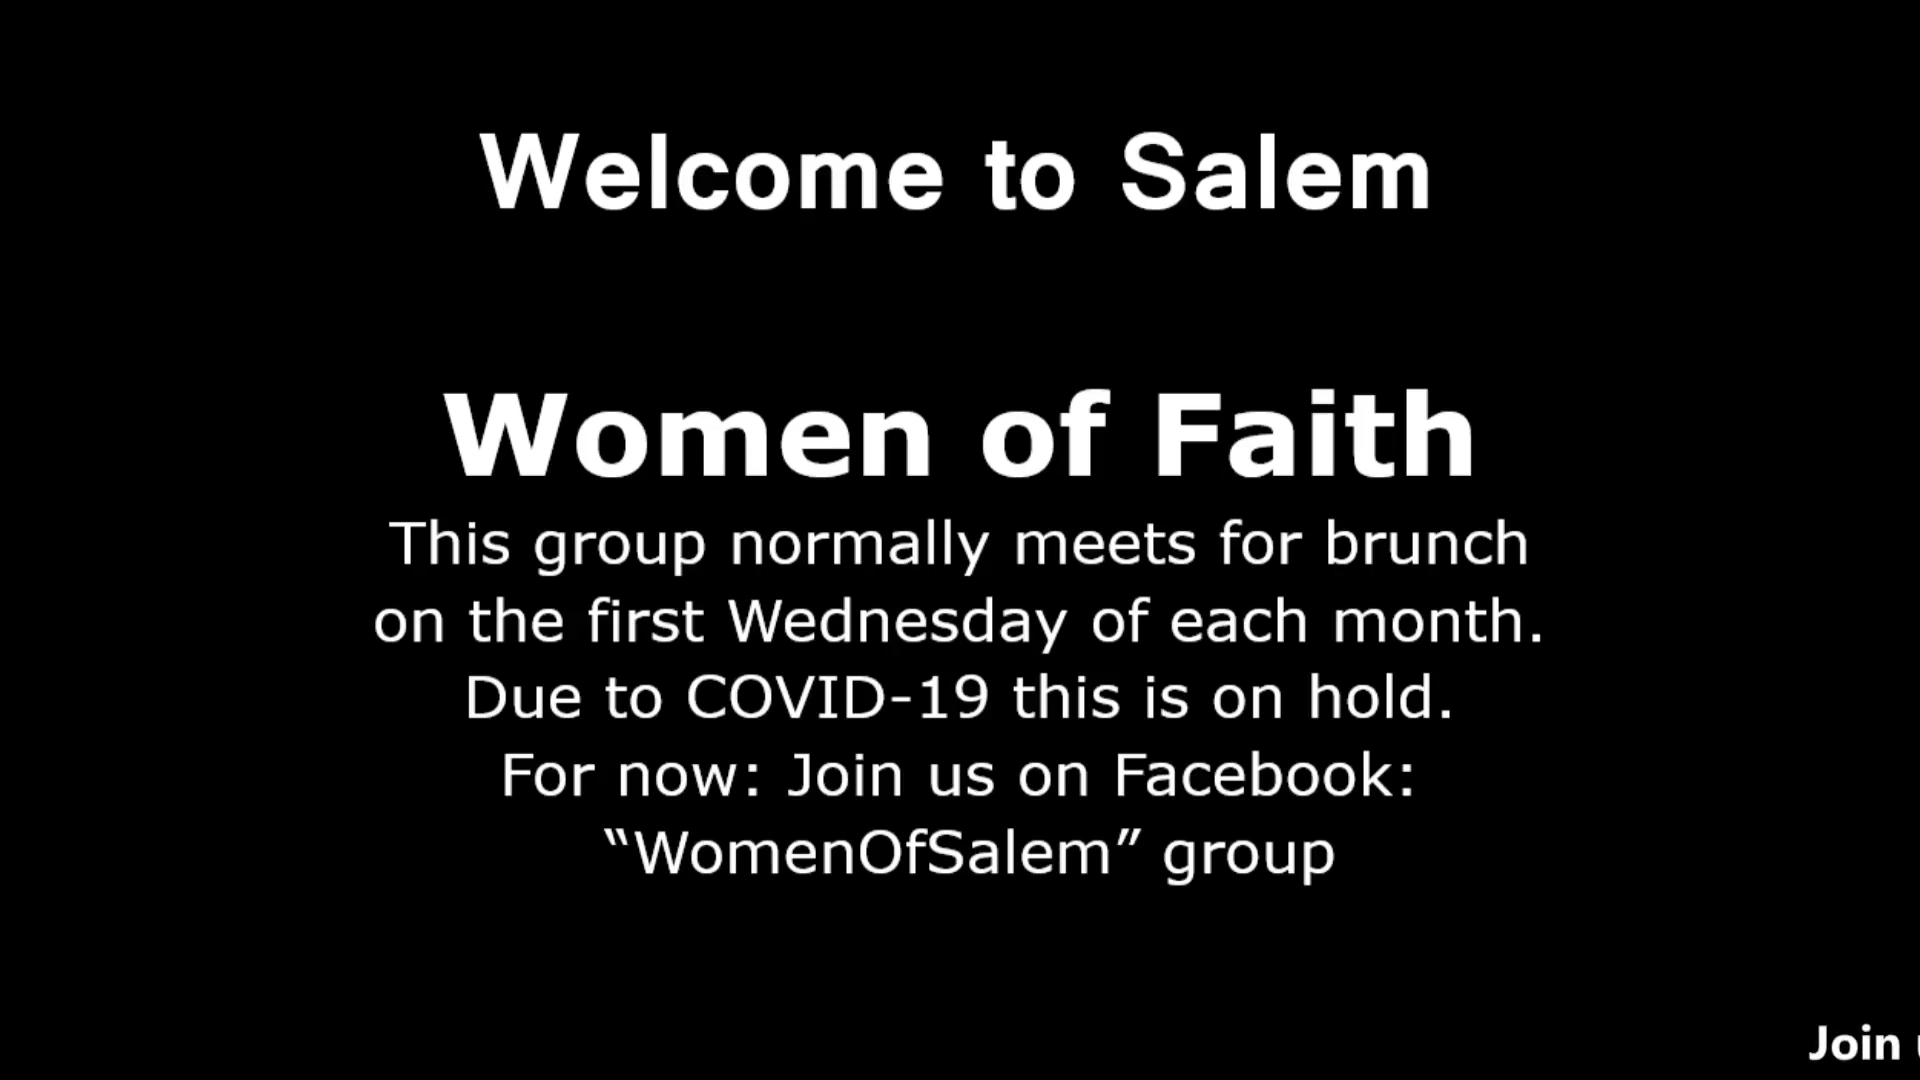 Welcome to Salem
Women of Faith
This group normally meets for brunch
on the first Wednesday of each month.
Due to COVID-19 this is on hold.
For now: Join us on Facebook:
“WomenOfSalem” group
Join